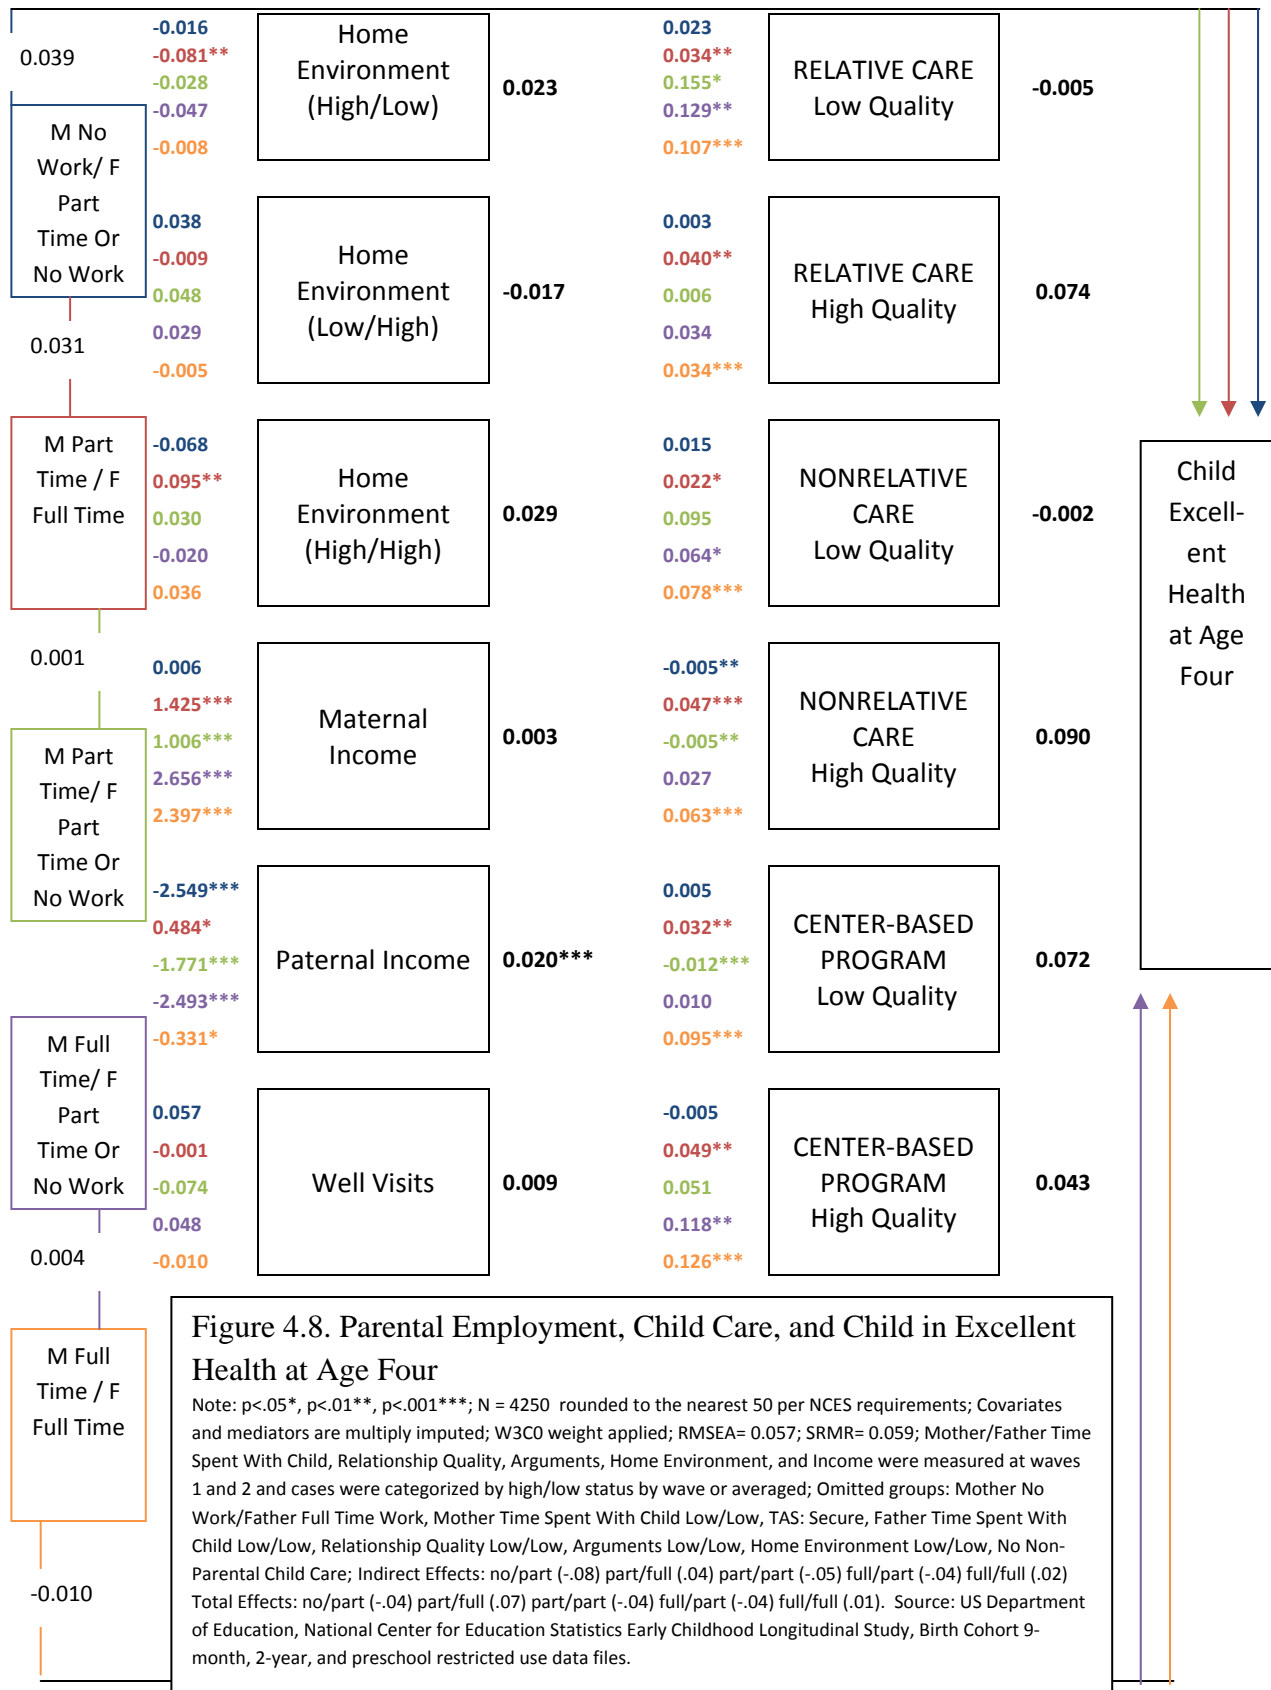 0.039
M No
Work/ F
Part
Time Or
No Work
0.031
M Part
Time / F
Full Time
0.001
M Part
Time/ F
Part
Time Or
No Work
M Full
Time/ F
Part
Time Or
No Work
0.004
M Full
Time / F
Full Time
-0.010
-0.016
-0.081**
-0.028
-0.047
-0.008
Home
Environment
(High/Low)
0.023
0.038
-0.009
0.048
0.029
-0.005
Home
Environment
(Low/High)
-0.017
-0.068
0.095**
0.030
-0.020
0.036
Home
Environment
(High/High)
0.029
0.006
1.425***
1.006***
2.656***
2.397***
Maternal
Income
0.003
-2.549***
0.484*
-1.771***
-2.493***
-0.331*
Paternal Income
0.020***
0.057
-0.001
-0.074
0.048
-0.010
Well Visits
0.009
0.023
0.034**
0.155*
0.129**
0.107***
RELATIVE CARE
Low Quality
-0.005
0.003
0.040**
0.006
0.034
0.034***
RELATIVE CARE
High Quality
0.074
0.015
0.022*
0.095
0.064*
0.078***
NONRELATIVE
CARE
Low Quality
-0.002
-0.005**
0.047***
-0.005**
0.027
0.063***
NONRELATIVE
CARE
High Quality
0.090
0.005
0.032**
-0.012***
0.010
0.095***
CENTER-BASED
PROGRAM
Low Quality
0.072
-0.005
0.049**
0.051
0.118**
0.126***
CENTER-BASED
PROGRAM
High Quality
0.043
Child
Excell-
ent
Health
at Age
Four
Figure 4.8. Parental Employment, Child Care, and Child in Excellent
Health at Age Four
Note: p<.05*, p<.01**, p<.001***; N = 4250 rounded to the nearest 50 per NCES requirements; Covariates
and mediators are multiply imputed; W3C0 weight applied; RMSEA= 0.057; SRMR= 0.059; Mother/Father Time
Spent With Child, Relationship Quality, Arguments, Home Environment, and Income were measured at waves
1 and 2 and cases were categorized by high/low status by wave or averaged; Omitted groups: Mother No
Work/Father Full Time Work, Mother Time Spent With Child Low/Low, TAS: Secure, Father Time Spent With
Child Low/Low, Relationship Quality Low/Low, Arguments Low/Low, Home Environment Low/Low, No Non-
Parental Child Care; Indirect Effects: no/part (-.08) part/full (.04) part/part (-.05) full/part (-.04) full/full (.02)
Total Effects: no/part (-.04) part/full (.07) part/part (-.04) full/part (-.04) full/full (.01). Source: US Department
of Education, National Center for Education Statistics Early Childhood Longitudinal Study, Birth Cohort 9-
month, 2-year, and preschool restricted use data files.